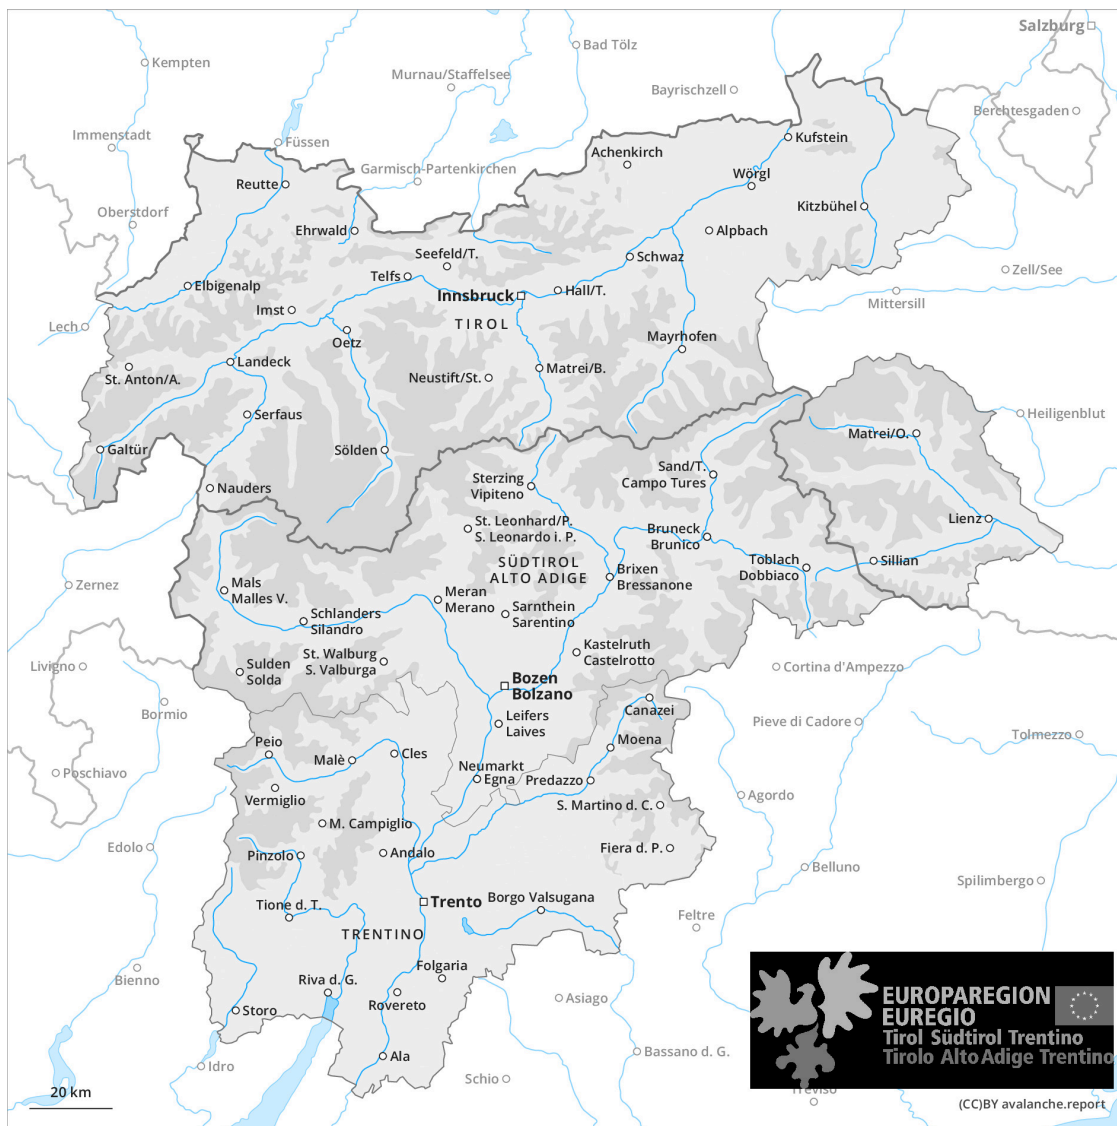 Salzburg
Bad Tölz
Kempten
Murnau/Staffelsee
Bayrischzell
Berchtesgaden
Immenstadt
Füssen
Kufstein
Achenkirch
Garmisch-Partenkirchen
Wörgl
Reutte
Oberstdorf
Kitzbühel
Ehrwald
Alpbach
Seefeld/T.
Schwaz
Zell/See
Telfs
Elbigenalp
Hall/T.
Innsbruck
Mittersill
Imst
TIROL
Lech
Oetz
Mayrhofen
Landeck
Matrei/B.
St. Anton/A.
Neustift/St.
Serfaus
Heiligenblut
Matrei/O.
Galtür
Sölden
Sand/T.
Campo Tures
Sterzing
Vipiteno
Nauders
Lienz
St. Leonhard/P.
S. Leonardo i. P.
Bruneck
Brunico
SÜDTIROL
ALTO ADIGE
Toblach
Dobbiaco
Sillian
Brixen
Bressanone
Zernez
Mals
Malles V.
Meran
Merano
Schlanders
Silandro
Sarnthein
Sarentino
Kastelruth
Castelrotto
St. Walburg
S. Valburga
Livigno
Sulden
Solda
Cortina d'Ampezzo
Bozen
Bolzano
Canazei
Bormio
Leifers
Laives
Pieve di Cadore
Tolmezzo
Moena
Peio
Cles
Malè
Neumarkt
Egna
Poschiavo
Predazzo
Vermiglio
Agordo
S. Martino d. C.
M. Campiglio
Edolo
Fiera d. P.
Pinzolo
Andalo
Belluno
Spilimbergo
Borgo Valsugana
Trento
Tione d. T.
Feltre
TRENTINO
Folgaria
Bienno
Riva d. G.
Asiago
Rovereto
Storo
EUROPAREGION
EUREGIO
Tirol Südtirol Trentino
Tirolo Alto Adige Trentino
Ala
Bassano d. G.
Idro
Schio
Treviso
20 km
(CC)BY avalanche.report